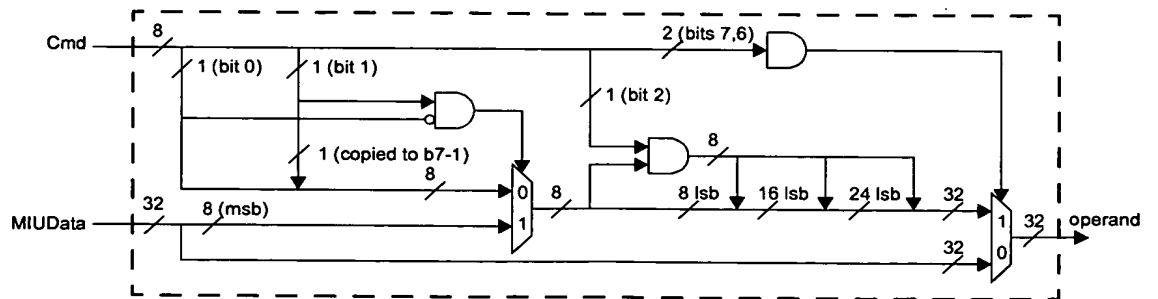 8
2 (bits 7,6)
Cmd
1 (bit 0)
1 (bit 1)
1 (bit 2)
1 (copied to b7-1)
8
8
0
1
8
8 lsb
16 lsb
24 lsb
32
32
8 (msb)
MIUData
1
0
32
operand
32